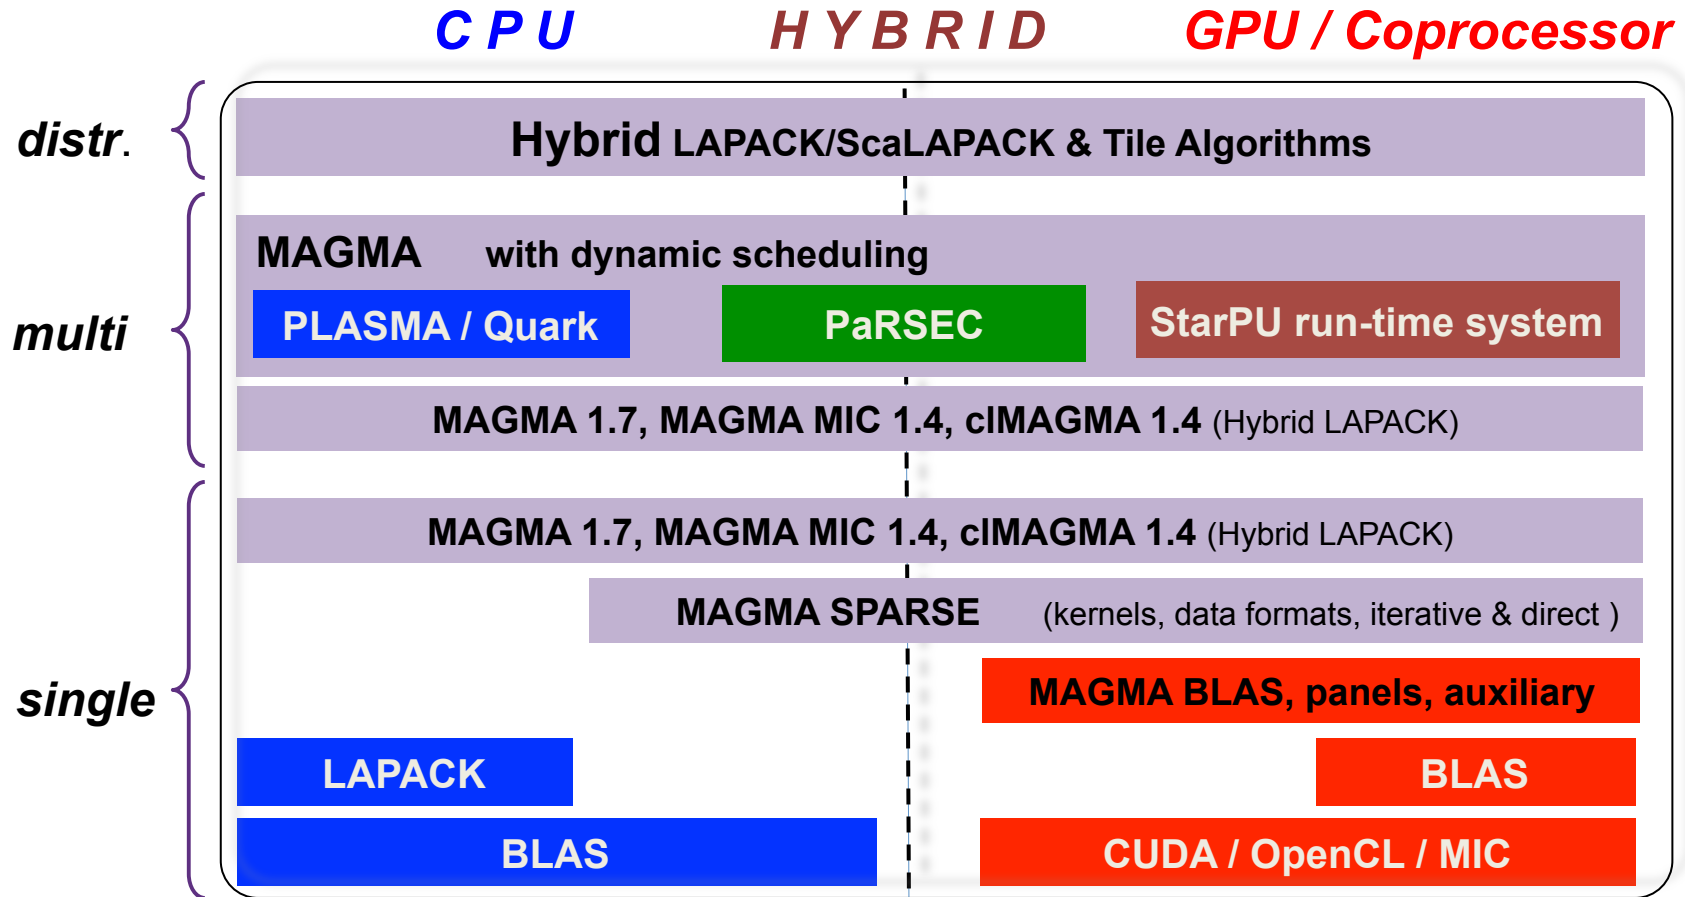 C P U H Y B R I D GPU / Coprocessor
distr.
Hybrid LAPACK/ScaLAPACK & Tile Algorithms
MAGMA with dynamic scheduling
multi
PLASMA / Quark PaRSEC StarPU run-time system
MAGMA 1.7, MAGMA MIC 1.4, clMAGMA 1.4 (Hybrid LAPACK)
MAGMA 1.7, MAGMA MIC 1.4, clMAGMA 1.4 (Hybrid LAPACK)
MAGMA SPARSE (kernels, data formats, iterative & direct )
single
MAGMA BLAS, panels, auxiliary
LAPACK BLAS
BLAS CUDA / OpenCL / MIC